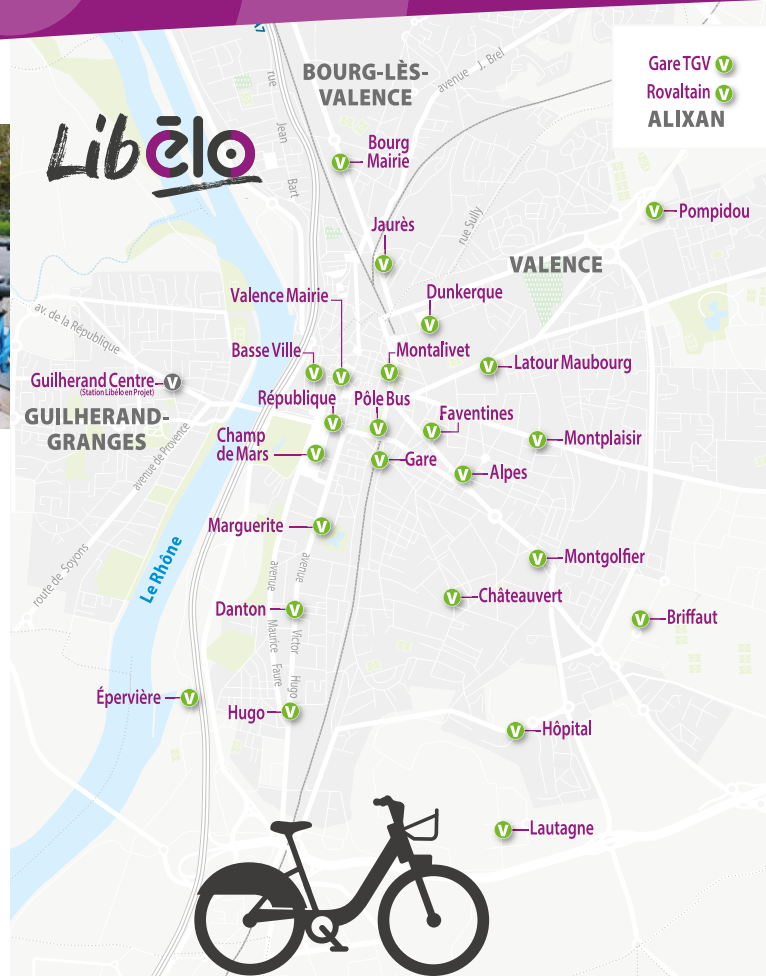 A7
BOURG-LÈS-
VALENCE
avenue J. Brel
Gare TGV V
Rovaltain V
ALIXAN
Libélo
rue
Jean
Bart
V
Bourg
Mairie
rue Sully
V Pompidou
Jaurès
V
VALENCE
Valence Mairie
V
Dunkerque
V
av. de la République
Basse Ville
V
Montalivet
V
V Latour Maubourg
Guilherand Centre V
(Station Libélo en Projet)
GUILHERAND-
GRANGES
République
V
Pôle Bus
V
Faventines
V
avenue de Provence
Champ
de Mars
V
V Gare
V Montplaisir
V Alpes
Marguerite V
Le Rhône
route de Soyons
V Montgolfier
avenue
Maurice
Faure
avenue
Victor
Hugo
V Châteauvert
Danton V
V Briffaut
Épervière V
Hugo V
V Hôpital
V Lautagne